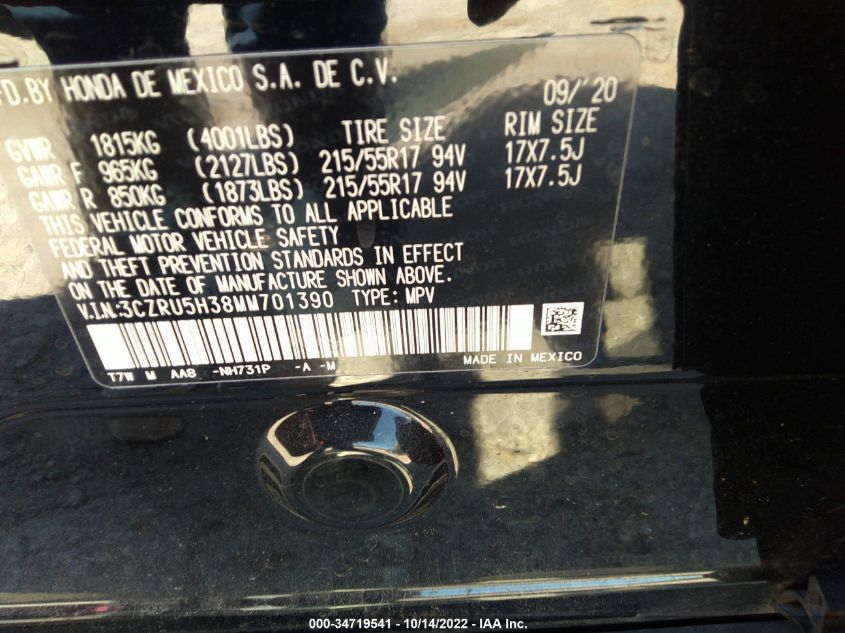 FD.BY HONDA DE MEXICO S.A. DE C.V. 09/'20
GVWR 1815KG (4001LBS) TIRE SIZE RIM SIZE
GAWR F 965KG (2127LBS) 215/55R17 94V 17X7.5J
GAWR R 850KG (1873LBS) 215/55R17 94V 17X7.5J
THIS VEHICLE CONFORMS TO ALL APPLICABLE
FEDERAL MOTOR VEHICLE SAFETY
AND THEFT PREVENTION STANDARDS IN EFFECT
ON THE DATE OF MANUFACTURE SHOWN ABOVE.
V.I.N:3CZRU5H38MM701390 TYPE: MPV
T7W M AA8 -NH731P -A -M MADE IN MEXICO
000-34719541 - 10/14/2022 - IAA Inc.